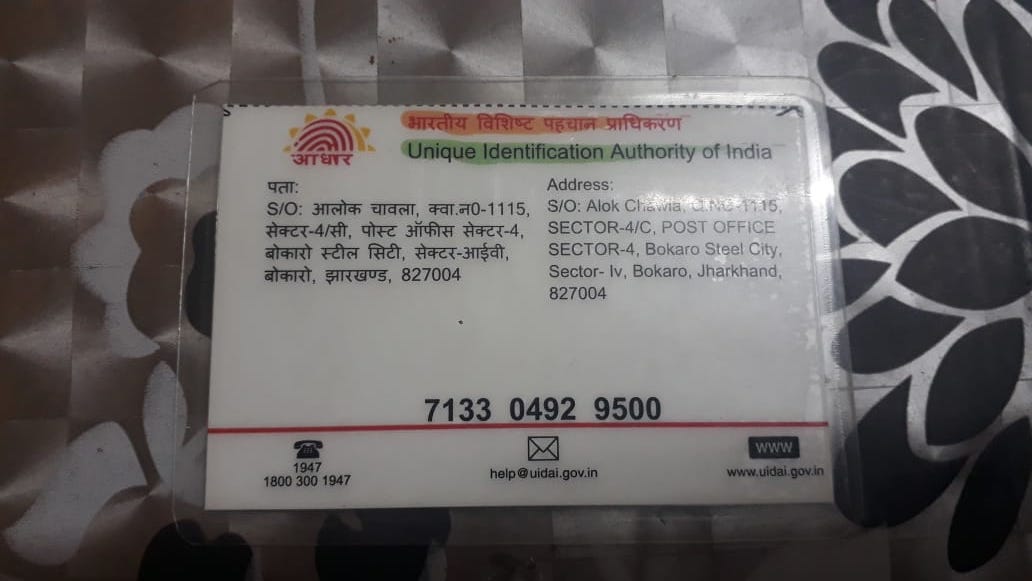 भारतीय विशिष्ट पहचान प्राधिकरण
आधार
Unique Identification Authority of India
पता:
S/O: आलोक चावला, क्वा.न0-1115,
सेक्टर-4/सी, पोस्ट ऑफीस सेक्टर-4,
बोकारो स्टील सिटी, सेक्टर-आईवी,
बोकारो, झारखण्ड, 827004
Address:
S/O: Alok Chawla, Q.NO-1115,
SECTOR-4/C, POST OFFICE
SECTOR-4, Bokaro Steel City,
Sector- Iv, Bokaro, Jharkhand,
827004
7133 0492 9500
1947
1800 300 1947
help@uidai.gov.in
WWW
www.uidai.gov.in